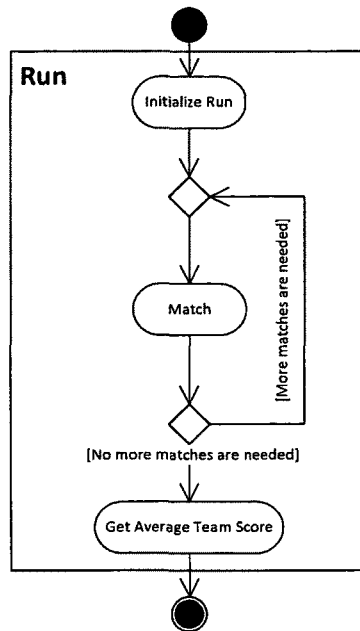 Run
Initialize Run
Match
[More matches are needed]
[No more matches are needed]
Get Average Team Score